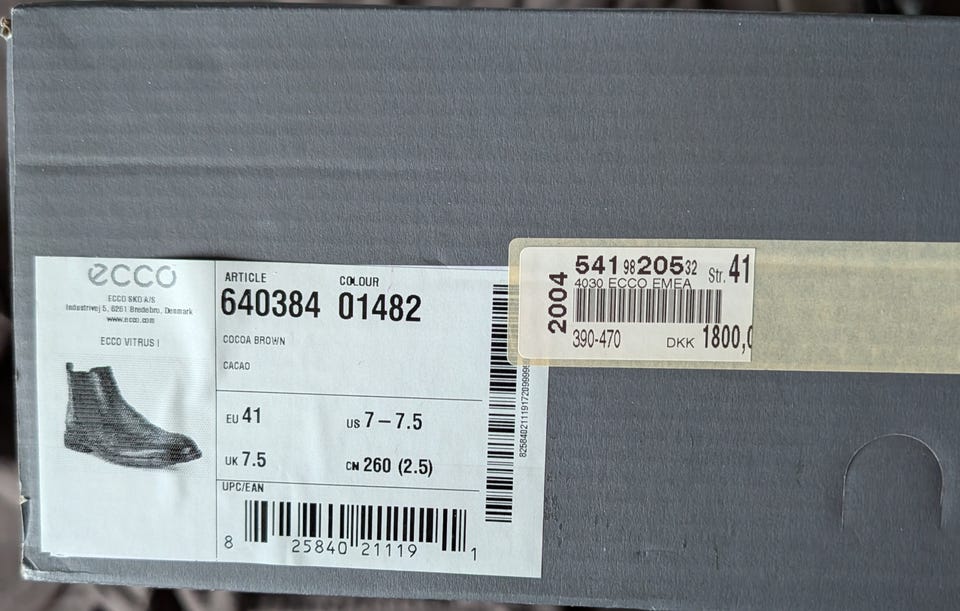 ecco
ECCO SKO A/S
Industrivej 5, 6261 Bredebro, Denmark
www.ecco.com
ECCO VITRUS I
ARTICLE COLOUR
640384 01482
COCOA BROWN
CACAO
EU 41 US 7-7.5
UK 7.5 CN 260 (2.5)
UPC/EAN
8 25840 21119 1
2004
541 98 205 32 Str. 41
4030 ECCO EMEA
390-470 DKK 1800,0